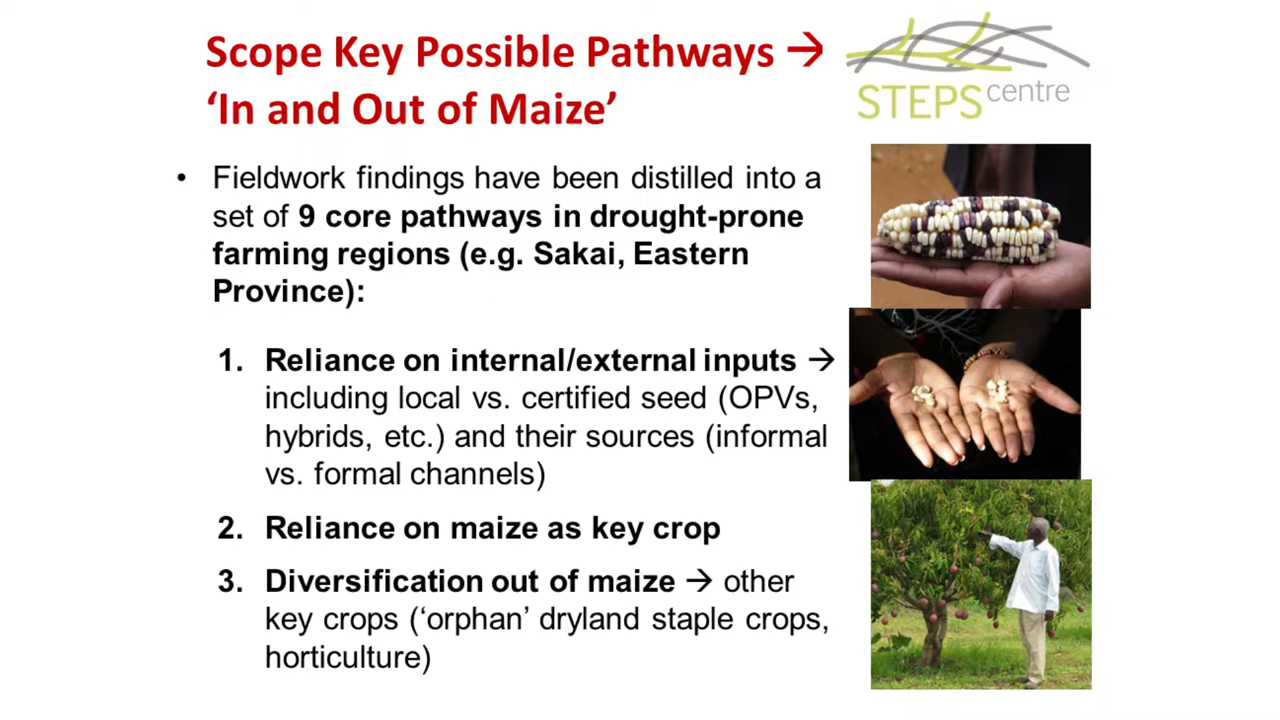 Scope Key Possible Pathways →
‘In and Out of Maize’
STEPS centre
• Fieldwork findings have been distilled into a
set of 9 core pathways in drought-prone
farming regions (e.g. Sakai, Eastern
Province):
1. Reliance on internal/external inputs →
including local vs. certified seed (OPVs,
hybrids, etc.) and their sources (informal
vs. formal channels)
2. Reliance on maize as key crop
3. Diversification out of maize → other
key crops (‘orphan’ dryland staple crops,
horticulture)